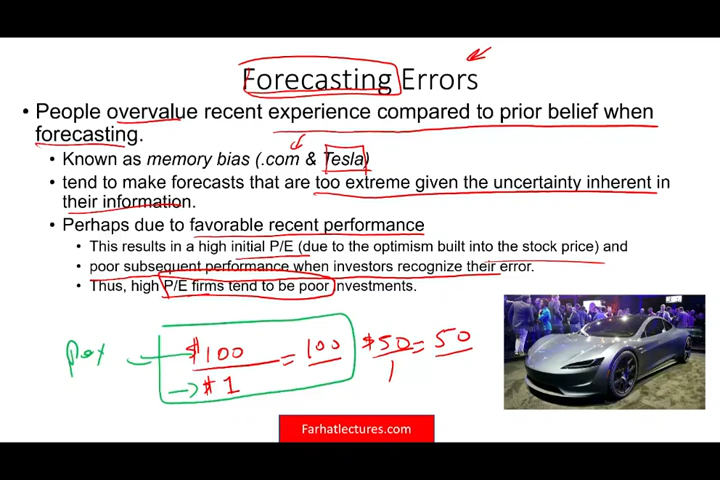 Forecasting Errors
• People overvalue recent experience compared to prior belief when
forecasting.
• Known as memory bias (.com & Tesla)
• tend to make forecasts that are too extreme given the uncertainty inherent in
their information.
• Perhaps due to favorable recent performance
• This results in a high initial P/E (due to the optimism built into the stock price) and
• poor subsequent performance when investors recognize their error.
• Thus, high P/E firms tend to be poor investments.
$100 = 100 $50 = 50
$1 1
Farhatlectures.com